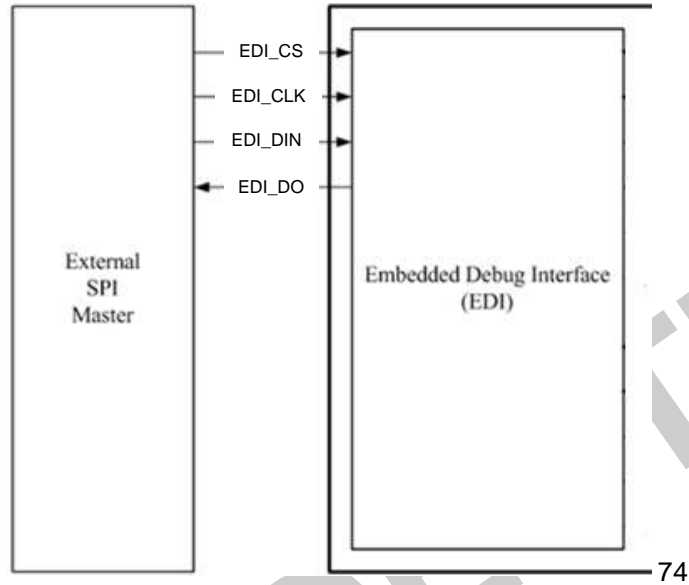 EDI_CS
EDI_CLK
EDI_DIN
EDI_DO
External
SPI
Master
Embedded Debug Interface
(EDI)
74